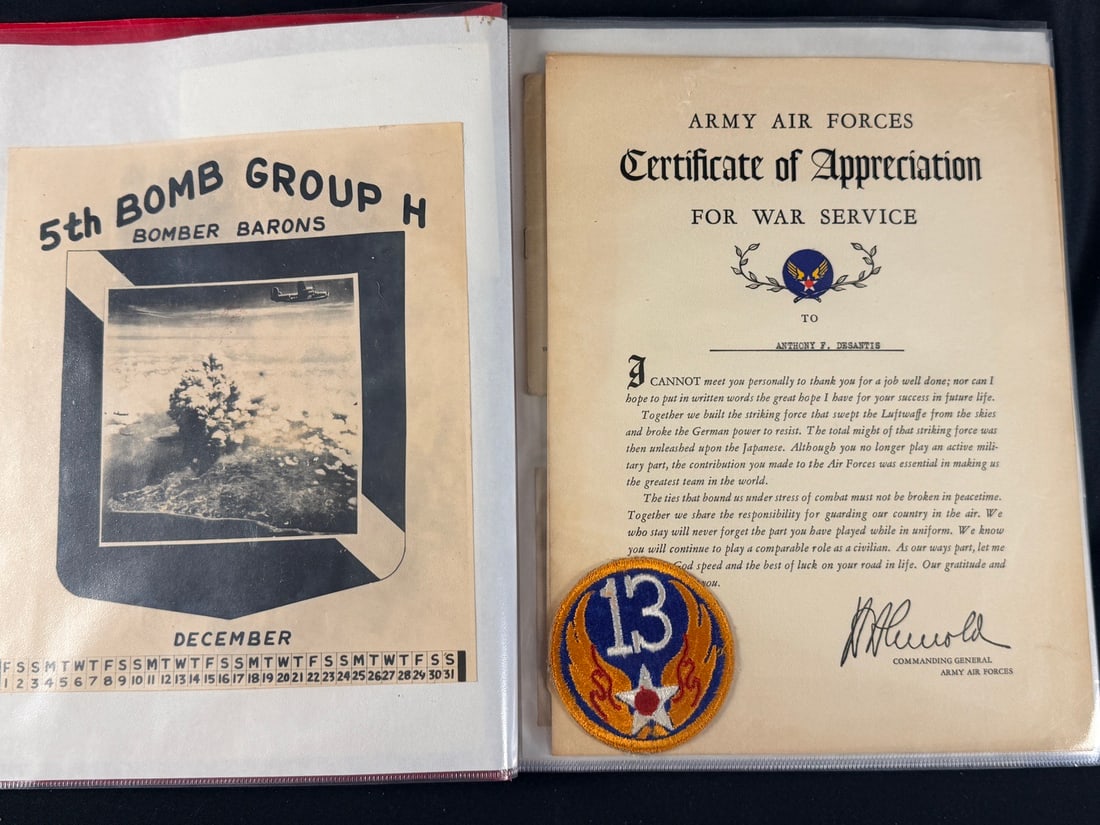 5th BOMB GROUP H
BOMBER BARONS
DECEMBER
F S S M T W T F S S M T W T F S S M T W T F S S M T W T F S S
1 2 3 4 5 6 7 8 9 10 11 12 13 14 15 16 17 18 19 20 21 22 23 24 25 26 27 28 29 30 31
ARMY AIR FORCES
Certificate of Appreciation
FOR WAR SERVICE
TO
ANTHONY F. DESANTIS
I CANNOT meet you personally to thank you for a job well done; nor can I
hope to put in written words the great hope I have for your success in future life.
Together we built the striking force that swept the Luftwaffe from the skies
and broke the German power to resist. The total might of that striking force was
then unleashed upon the Japanese. Although you no longer play an active mili-
tary part, the contribution you made to the Air Forces was essential in making us
the greatest team in the world.
The ties that bound us under stress of combat must not be broken in peacetime.
Together we share the responsibility for guarding our country in the air. We
who stay will never forget the part you have played while in uniform. We know
you will continue to play a comparable role as a civilian. As our ways part, let me
God speed and the best of luck on your road in life. Our gratitude and
you.
H H Arnold
COMMANDING GENERAL
ARMY AIR FORCES
13